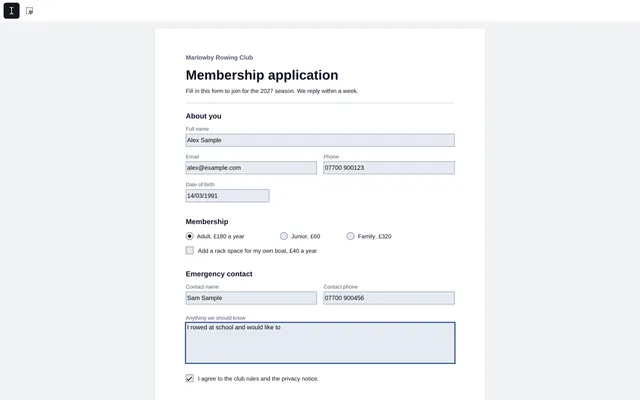 Marlowby Rowing Club
Membership application
Fill in this form to join for the 2027 season. We reply within a week.
About you
Full name
Alex Sample
Email
Phone
alex@example.com
07700 900123
Date of birth
14/03/1991
Membership
Adult, £180 a year
Junior, £60
Family, £320
Add a rack space for my own boat, £40 a year
Emergency contact
Contact name
Contact phone
Sam Sample
07700 900456
Anything we should know
I rowed at school and would like to
I agree to the club rules and the privacy notice.